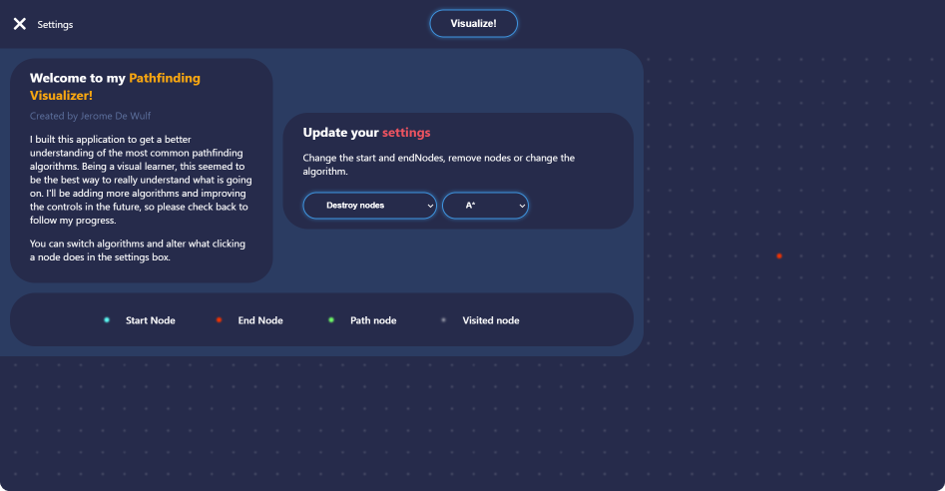 Settings
Visualize!
Welcome to my Pathfinding
Visualizer!
Created by Jerome De Wulf
I built this application to get a better
understanding of the most common pathfinding
algorithms. Being a visual learner, this seemed to
be the best way to really understand what is going
on. I'll be adding more algorithms and improving
the controls in the future, so please check back to
follow my progress.
You can switch algorithms and alter what clicking
a node does in the settings box.
Update your settings
Change the start and endNodes, remove nodes or change the
algorithm.
Destroy nodes
A*
Start Node
End Node
Path node
Visited node